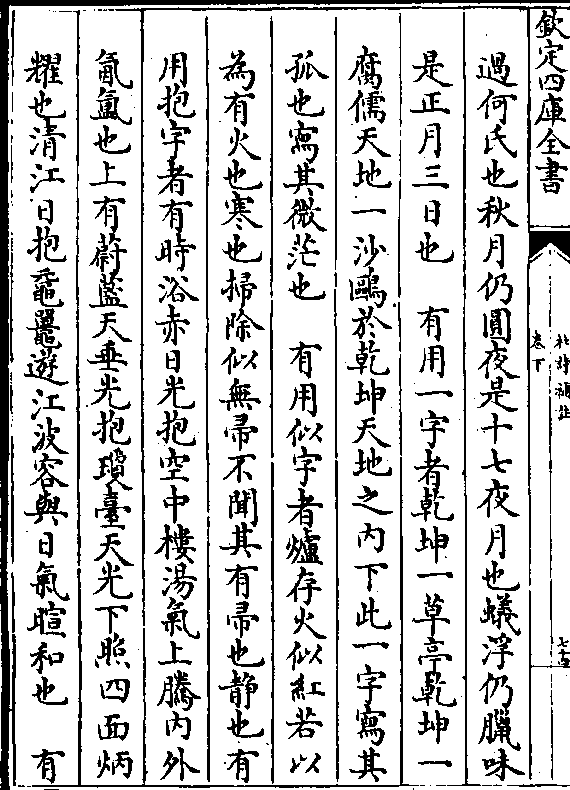 欽定四庫全書
杜詩補註
卷下
過何氏也秋月仍圓夜是十七夜月也蟻浮仍臘味
是正月三日也　有用一字者乾坤一草亭乾坤一
腐儒天地一沙鷗於乾坤天地之内下此一字寫其
孤也寫其微茫也　有用似字者爐存火似紅若以
為有火也寒也掃除似無帚不聞其有帚也静也有
用抱字者有時浴赤日光抱空中樓湯氣上騰内外
氤氲也上有蔚藍天垂光抱瓊臺天光下照四面炳
耀也清江日抱黿鼉遊江波容與日氣暄和也　有